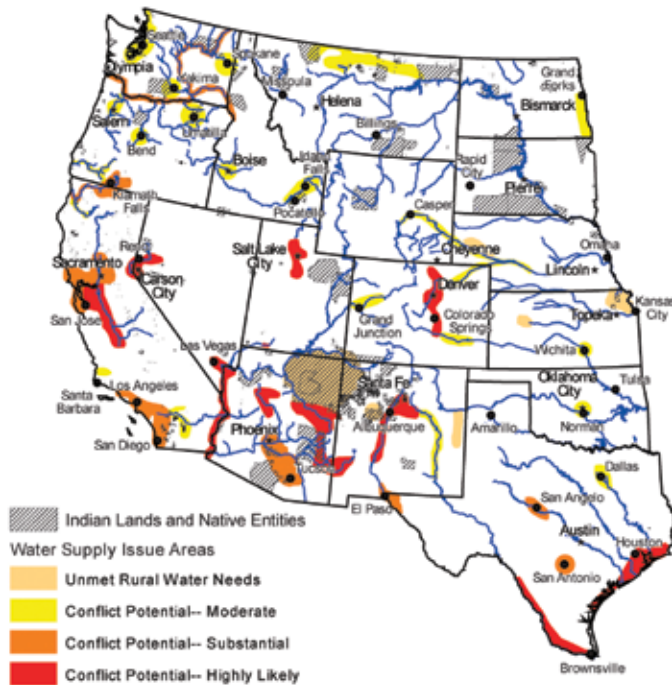 Seattle
Spokane
Olympia
Yakima
Missoula
Grand Forks
Helena
Bismarck
Salem
Umatilla
Billings
Bend
Boise
Idaho Falls
Rapid City
Pierre
Klamath Falls
Pocatello
Casper
Reno
Salt Lake City
Cheyenne
Omaha
Sacramento
Lincoln
Carson City
Denver
Kansas City
San Jose
Grand Junction
Colorado Springs
Topeka
Las Vegas
Wichita
Santa Fe
Oklahoma City
Tulsa
Santa Barbara
Los Angeles
Albuquerque
Amarillo
Norman
Phoenix
San Diego
Tucson
Dallas
El Paso
San Angelo
Austin
Houston
San Antonio
Brownsville
Indian Lands and Native Entities
Water Supply Issue Areas
Unmet Rural Water Needs
Conflict Potential-- Moderate
Conflict Potential-- Substantial
Conflict Potential-- Highly Likely